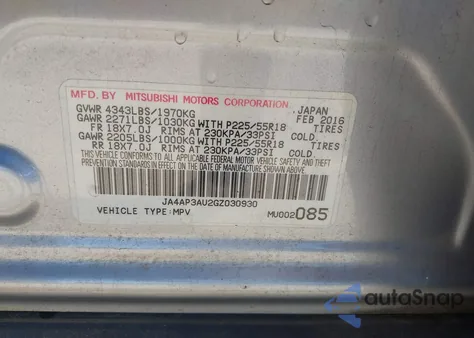 MFD. BY MITSUBISHI MOTORS CORPORATION
GVWR 4343LBS/1970KG JAPAN FEB 2016
GAWR 2271LBS/1030KG WITH P225/55R18 TIRES
FR 18X7.0J RIMS AT 230KPA/33PSI
GAWR 2205LBS/1000KG WITH P225/55R18 TIRES
RR 18X7.0J RIMS AT 230KPA/33PSI
THIS VEHICLE CONFORMS TO ALL APPLICABLE FEDERAL MOTOR VEHICLE SAFETY AND
THEFT PREVENTION STANDARDS IN EFFECT ON THE DATE OF MANUFACTURE SHOWN ABOVE.
JA4AP3AU2GZ030930
VEHICLE TYPE:MPV MU002085
autoSnap